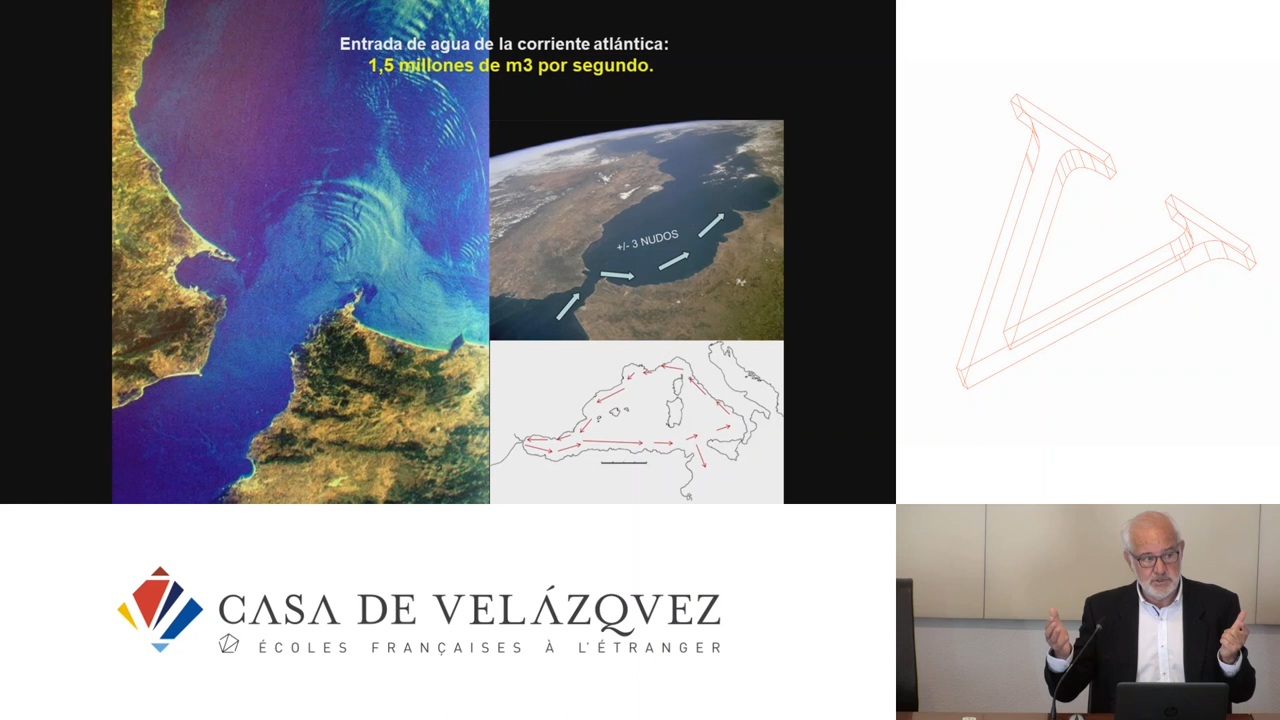 Entrada de agua de la corriente atlántica:
1,5 millones de m3 por segundo.
+/- 3 NUDOS
CASA DE VELÁZQVEZ
ÉCOLES FRANÇAISES À L'ÉTRANGER